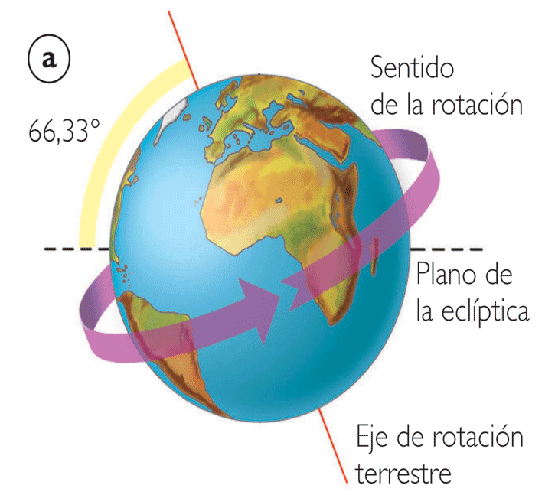 a
Sentido
de la rotación
66,33°
Plano de
la eclíptica
Eje de rotación
terrestre